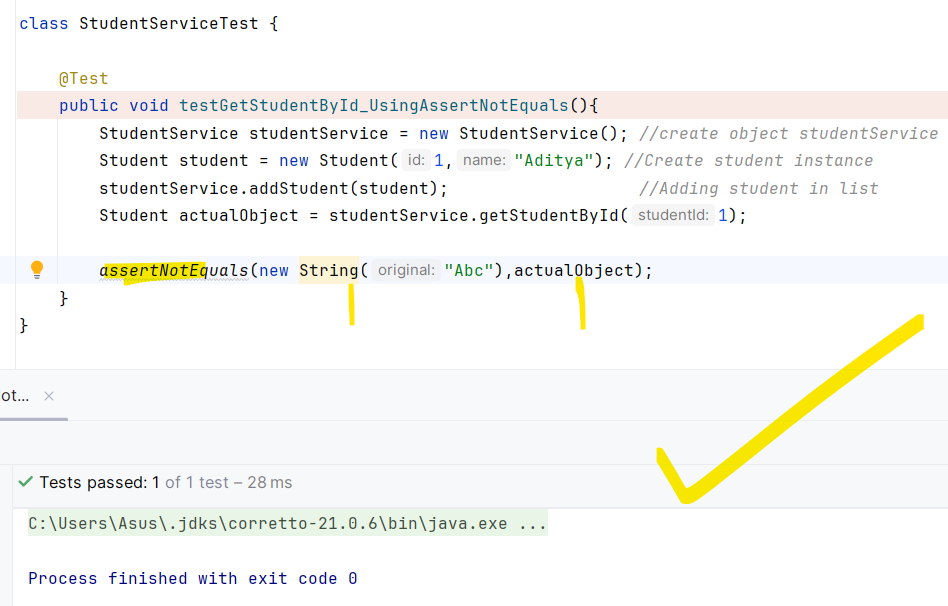 class StudentServiceTest {
@Test
public void testGetStudentById_UsingAssertNotEquals(){
StudentService studentService = new StudentService(); //create object studentService
Student student = new Student( id: 1, name: "Aditya"); //Create student instance
studentService.addStudent(student); //Adding student in list
Student actualObject = studentService.getStudentById( studentId: 1);
assertNotEquals(new String( original: "Abc"),actualObject);
}
}
ot... ×
Tests passed: 1 of 1 test – 28 ms
C:\Users\Asus\.jdks\corretto-21.0.6\bin\java.exe ...
Process finished with exit code 0